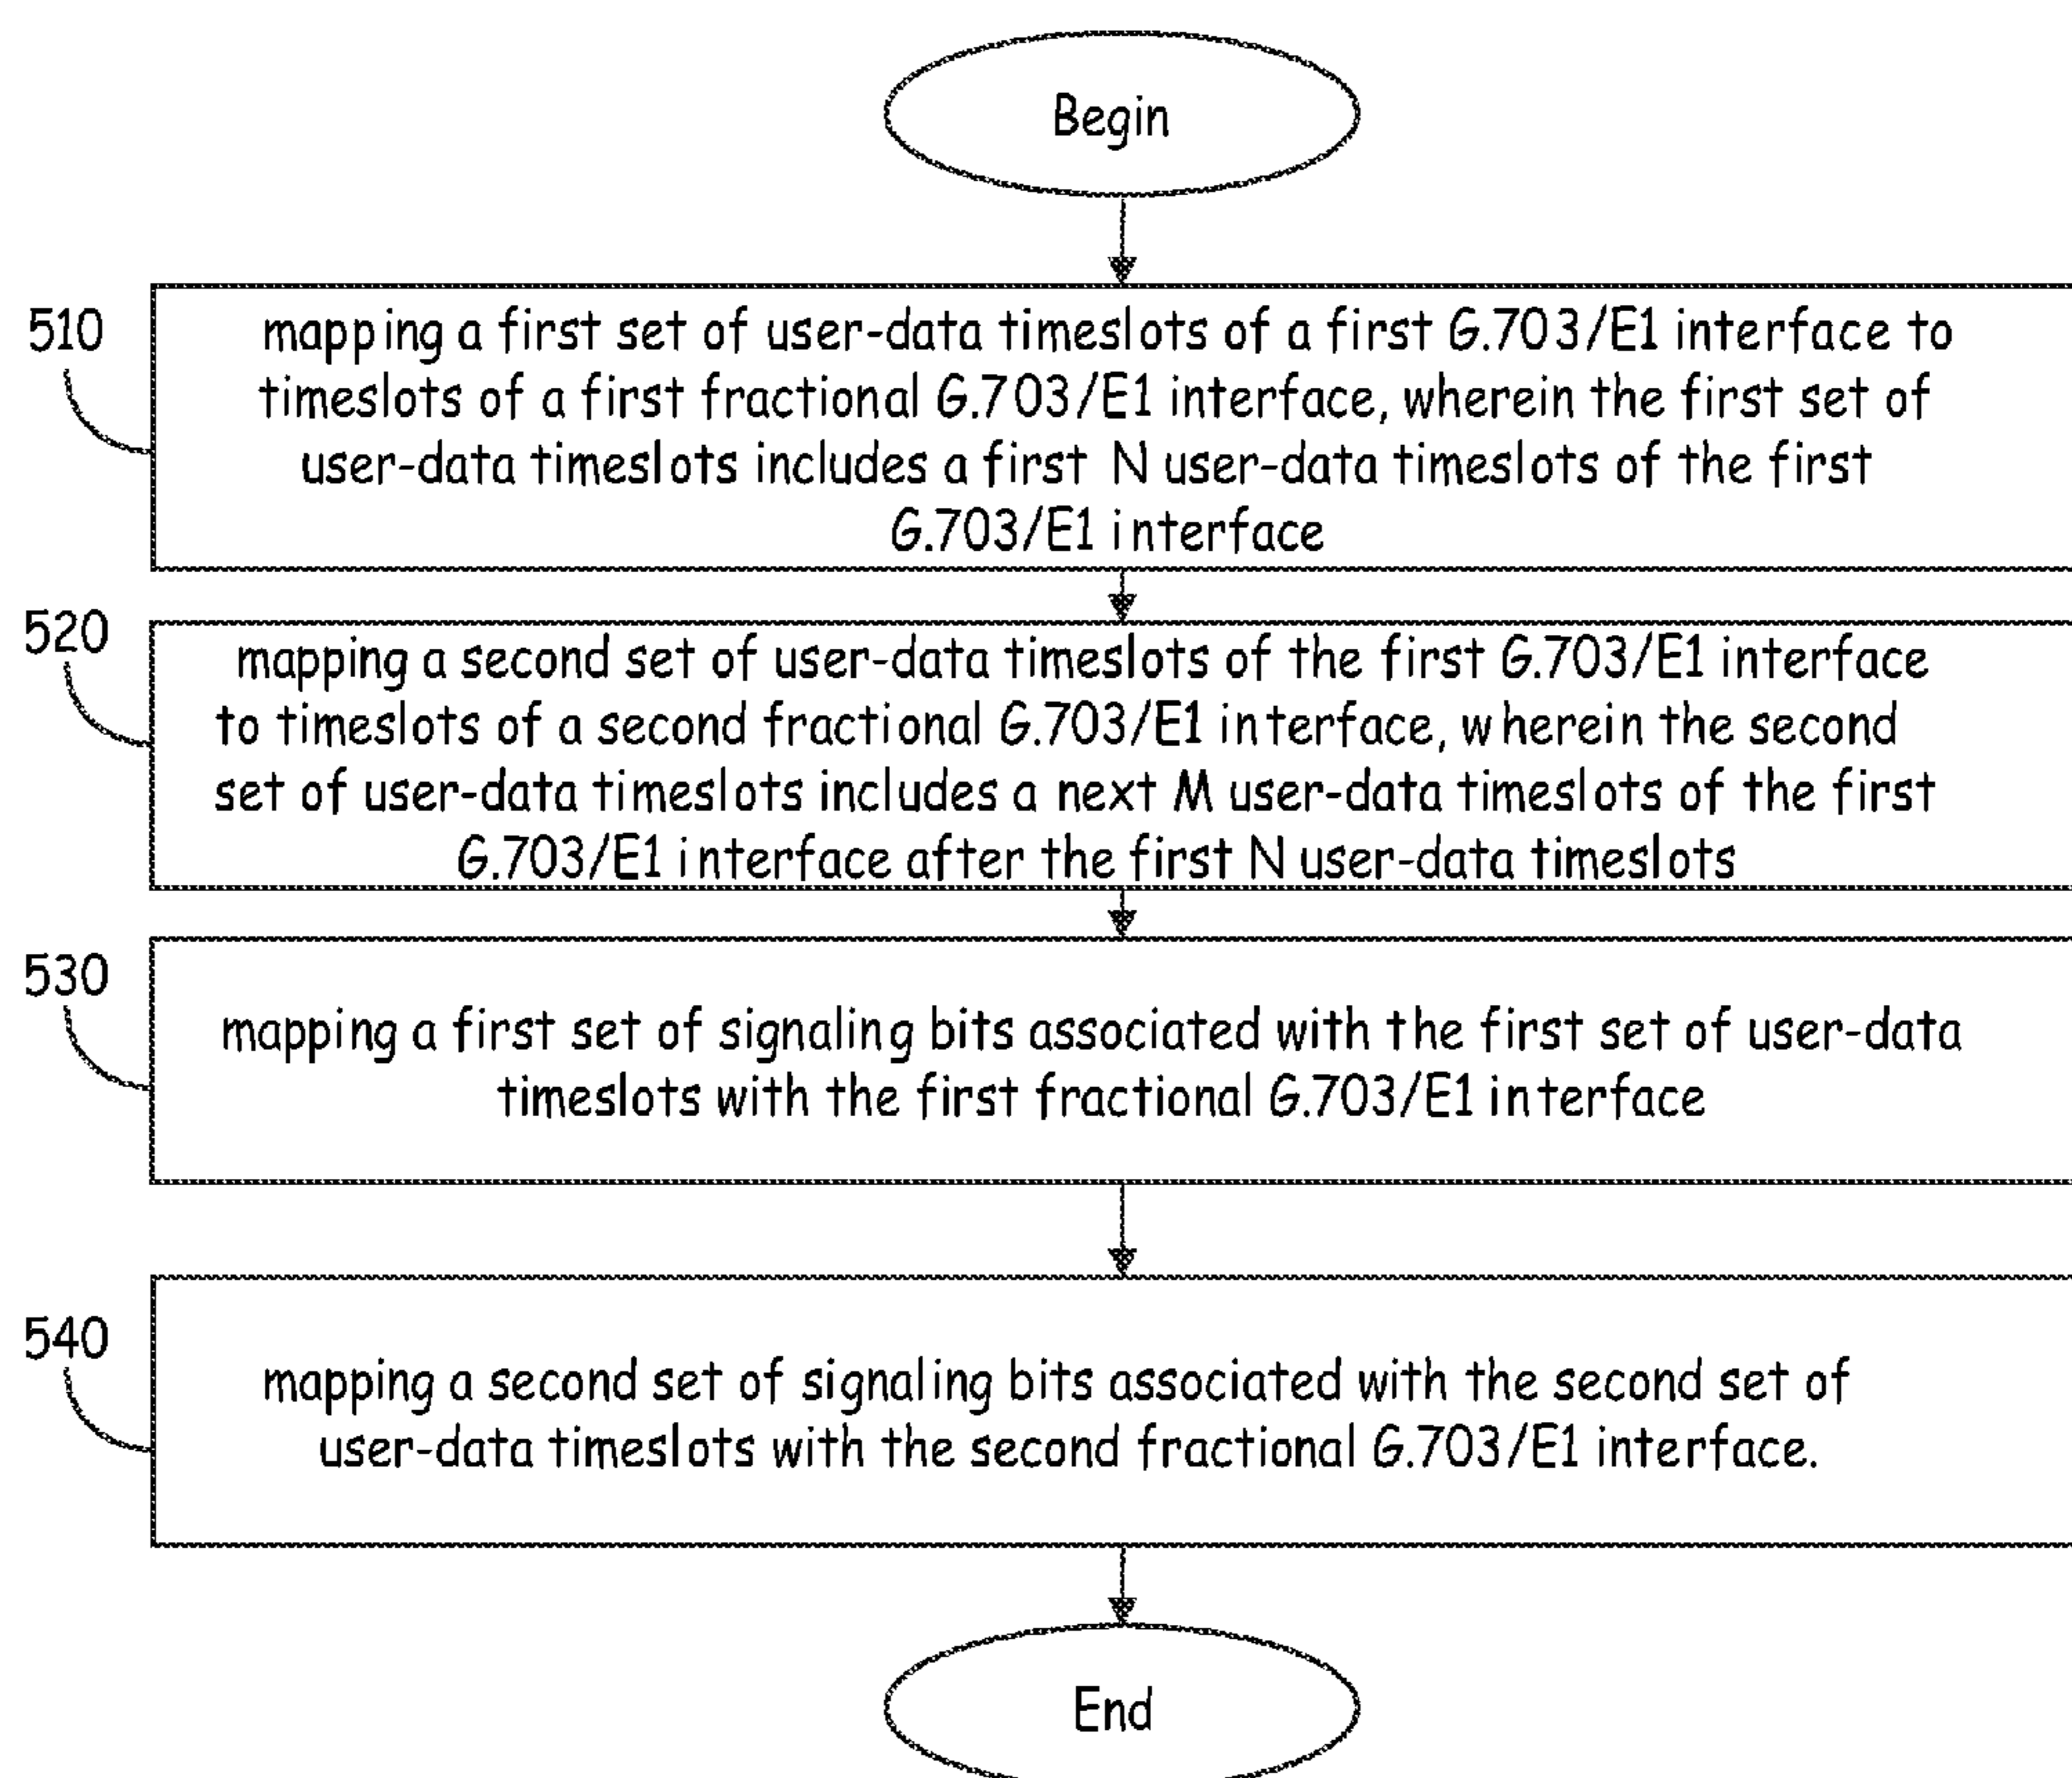 Begin
510
mapping a first set of user-data timeslots of a first G.703/E1 interface to
timeslots of a first fractional G.703/E1 interface, wherein the first set of
user-data timeslots includes a first N user-data timeslots of the first
G.703/E1 interface
520
mapping a second set of user-data timeslots of the first G.703/E1 interface
to timeslots of a second fractional G.703/E1 interface, wherein the second
set of user-data timeslots includes a next M user-data timeslots of the first
G.703/E1 interface after the first N user-data timeslots
530
mapping a first set of signaling bits associated with the first set of user-data
timeslots with the first fractional G.703/E1 interface
540
mapping a second set of signaling bits associated with the second set of
user-data timeslots with the second fractional G.703/E1 interface.
End